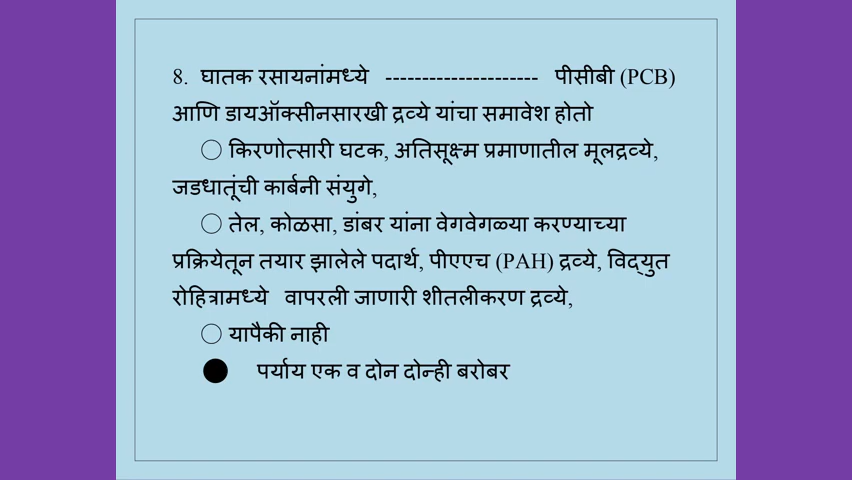 8. घातक रसायनांमध्ये --------------------- पीसीबी (PCB)
आणि डायऑक्सीनसारखी द्रव्ये यांचा समावेश होतो
किरणोत्सारी घटक, अतिसूक्ष्म प्रमाणातील मूलद्रव्ये,
जडधातूंची कार्बनी संयुगे,
तेल, कोळसा, डांबर यांना वेगवेगळ्या करण्याच्या
प्रक्रियेतून तयार झालेले पदार्थ, पीएएच (PAH) द्रव्ये, विद्‌युत
रोहित्रामध्ये वापरली जाणारी शीतलीकरण द्रव्ये,
यापैकी नाही
पर्याय एक व दोन दोन्ही बरोबर